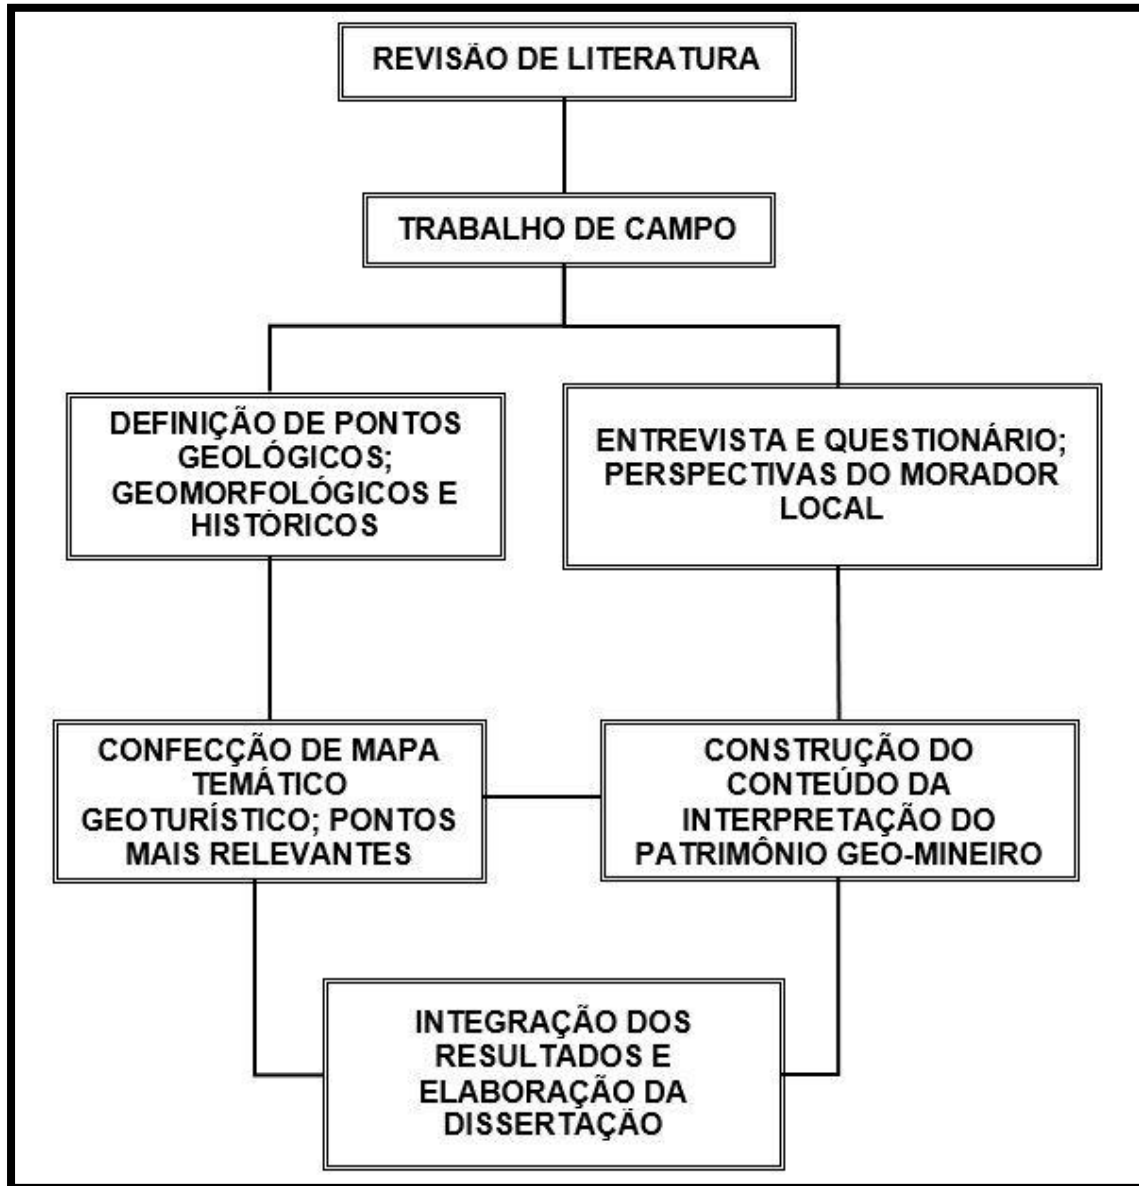 REVISÃO DE LITERATURA
TRABALHO DE CAMPO
DEFINIÇÃO DE PONTOS
GEOLÓGICOS;
GEOMORFOLÓGICOS E
HISTÓRICOS
ENTREVISTA E QUESTIONÁRIO;
PERSPECTIVAS DO MORADOR
LOCAL
CONFECÇÃO DE MAPA
TEMÁTICO
GEOTURÍSTICO; PONTOS
MAIS RELEVANTES
CONSTRUÇÃO DO
CONTEÚDO DA
INTERPRETAÇÃO DO
PATRIMÔNIO GEO-MINEIRO
INTEGRAÇÃO DOS
RESULTADOS E
ELABORAÇÃO DA
DISSERTAÇÃO